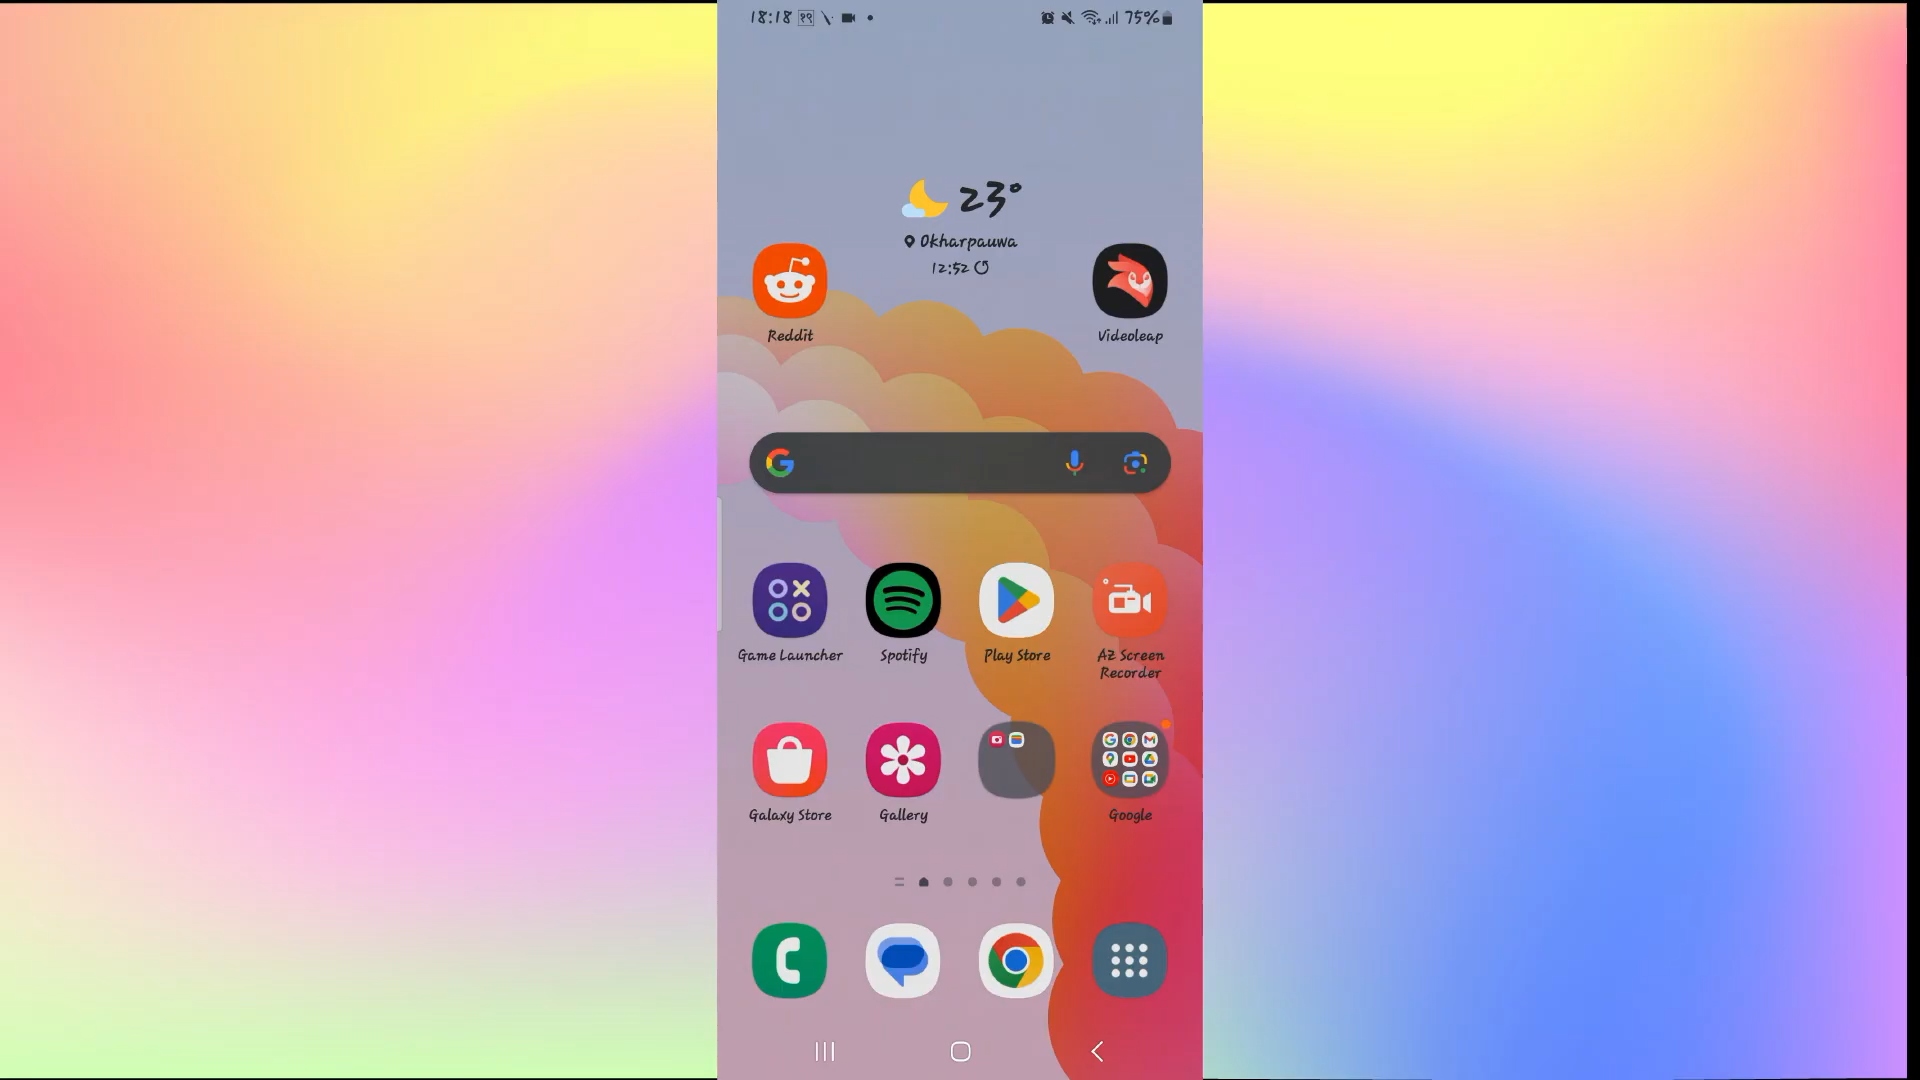 18:18 75%
23°
Okharpauwa
12:52
Reddit
Videoleap
Game Launcher
Spotify
Play Store
AZ Screen
Recorder
Galaxy Store
Gallery
Google